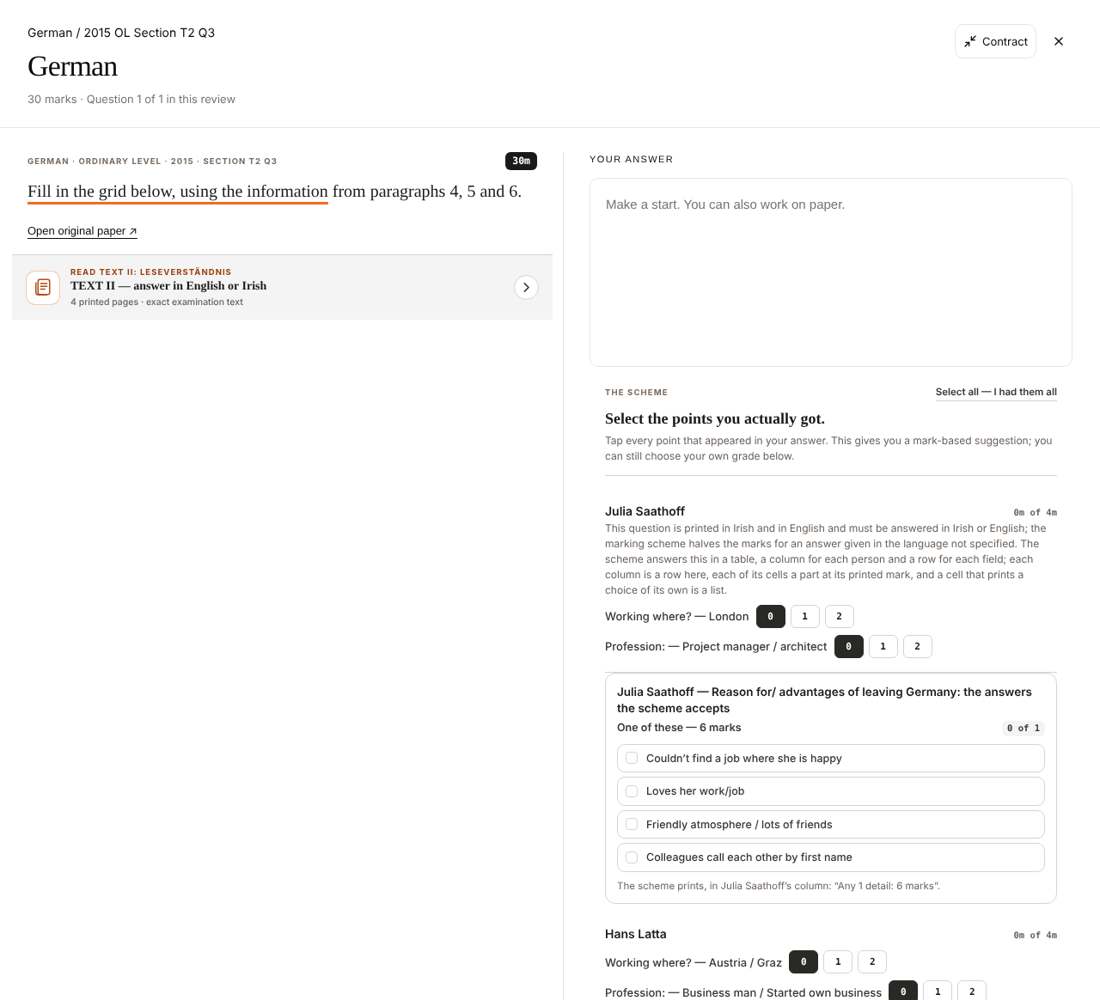 German / 2015 OL Section T2 Q3
German
30 marks · Question 1 of 1 in this review
Contract
GERMAN · ORDINARY LEVEL · 2015 · SECTION T2 Q3
30m
Fill in the grid below, using the information from paragraphs 4, 5 and 6.
Open original paper ↗
READ TEXT II: LESEVERSTÄNDNIS
TEXT II — answer in English or Irish
4 printed pages · exact examination text
YOUR ANSWER
Make a start. You can also work on paper.
THE SCHEME
Select all — I had them all
Select the points you actually got.
Tap every point that appeared in your answer. This gives you a mark-based suggestion; you
can still choose your own grade below.
Julia Saathoff
0m of 4m
This question is printed in Irish and in English and must be answered in Irish or English; the
marking scheme halves the marks for an answer given in the language not specified. The
scheme answers this in a table, a column for each person and a row for each field; each
column is a row here, each of its cells a part at its printed mark, and a cell that prints a
choice of its own is a list.
Working where? — London 0 1 2
Profession: — Project manager / architect 0 1 2
Julia Saathoff — Reason for/ advantages of leaving Germany: the answers
the scheme accepts
One of these — 6 marks
0 of 1
Couldn’t find a job where she is happy
Loves her work/job
Friendly atmosphere / lots of friends
Colleagues call each other by first name
The scheme prints, in Julia Saathoff’s column: “Any 1 detail: 6 marks”.
Hans Latta
0m of 4m
Working where? — Austria / Graz 0 1 2
Profession: — Business man / Started own business 0 1 2